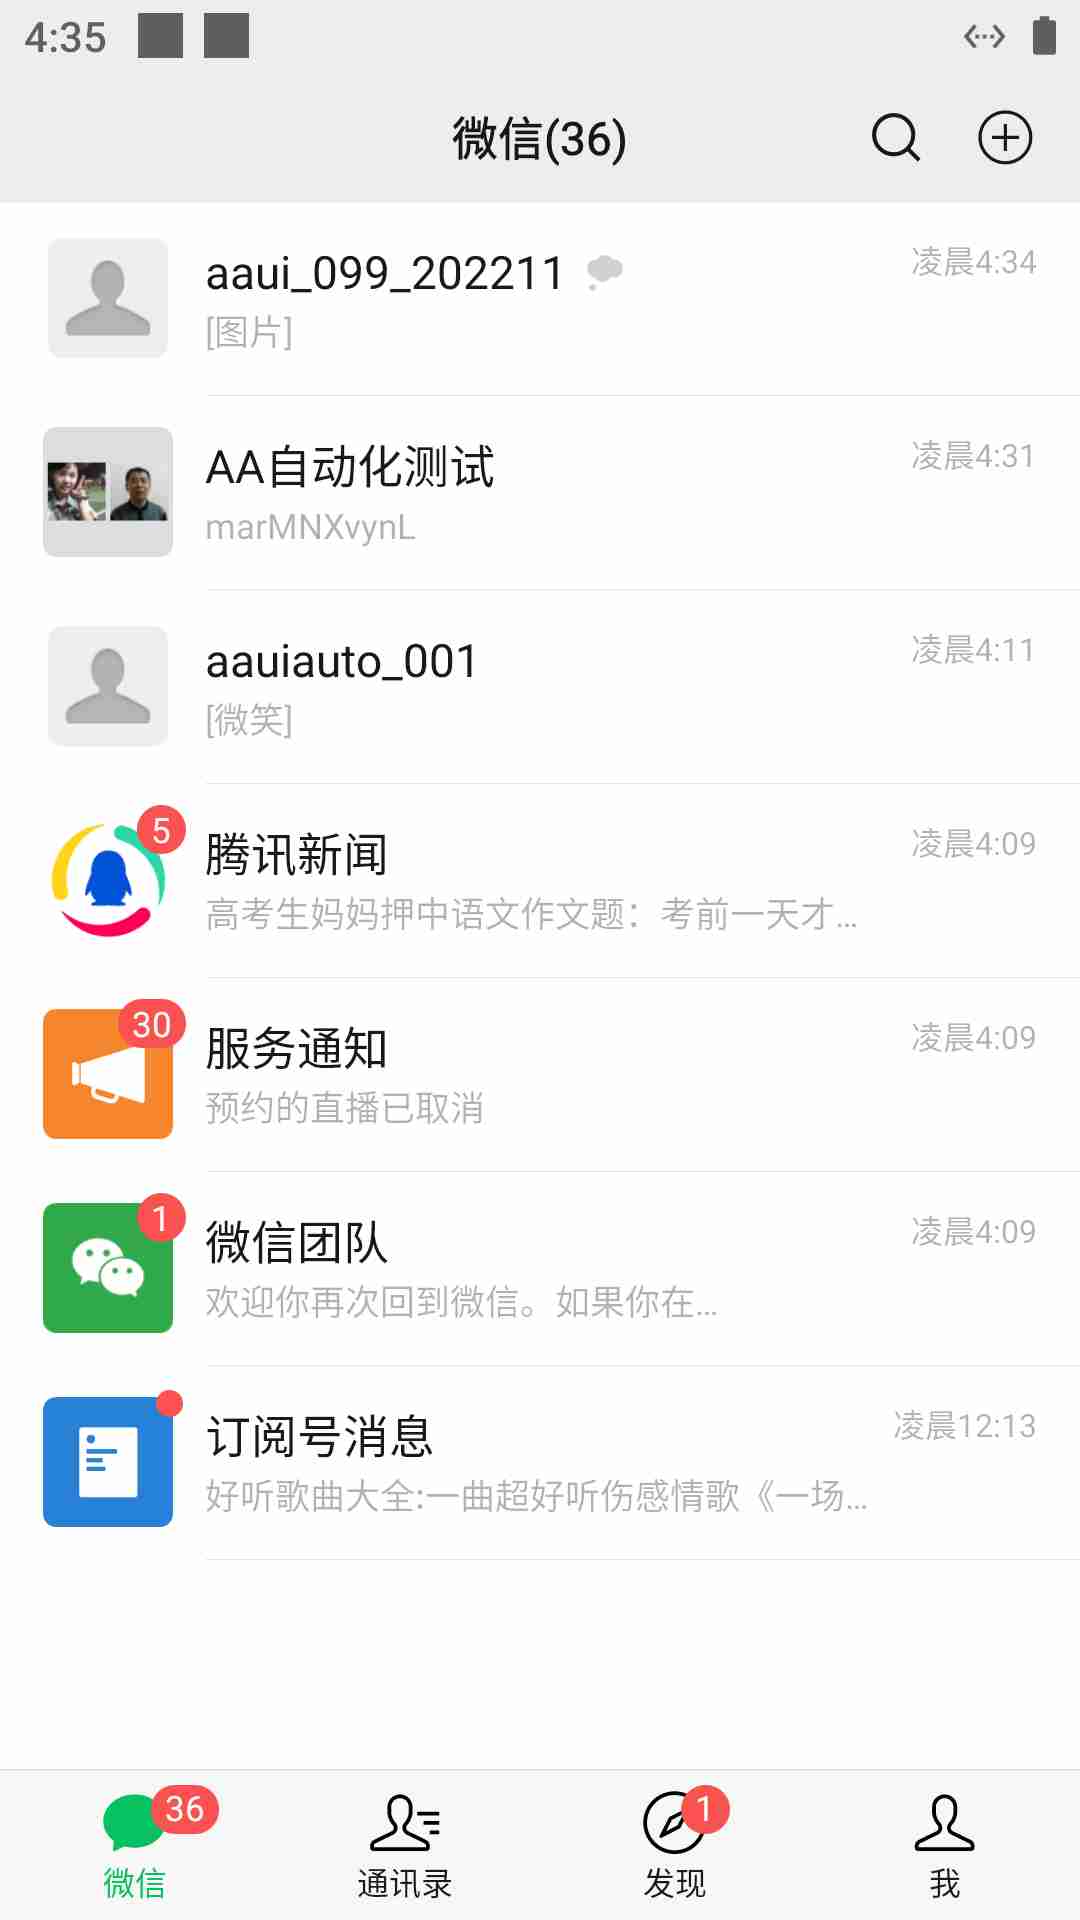 4:35
微信(36)
aaui_099_202211
凌晨4:34
[图片]
AA自动化测试
凌晨4:31
marMNXvynL
aauiauto_001
凌晨4:11
[微笑]
5
腾讯新闻
凌晨4:09
高考生妈妈押中语文作文题：考前一天才...
30
服务通知
凌晨4:09
预约的直播已取消
1
微信团队
凌晨4:09
欢迎你再次回到微信。如果你在...
订阅号消息
凌晨12:13
好听歌曲大全:一曲超好听伤感情歌《一场...
36
1
微信
通讯录
发现
我